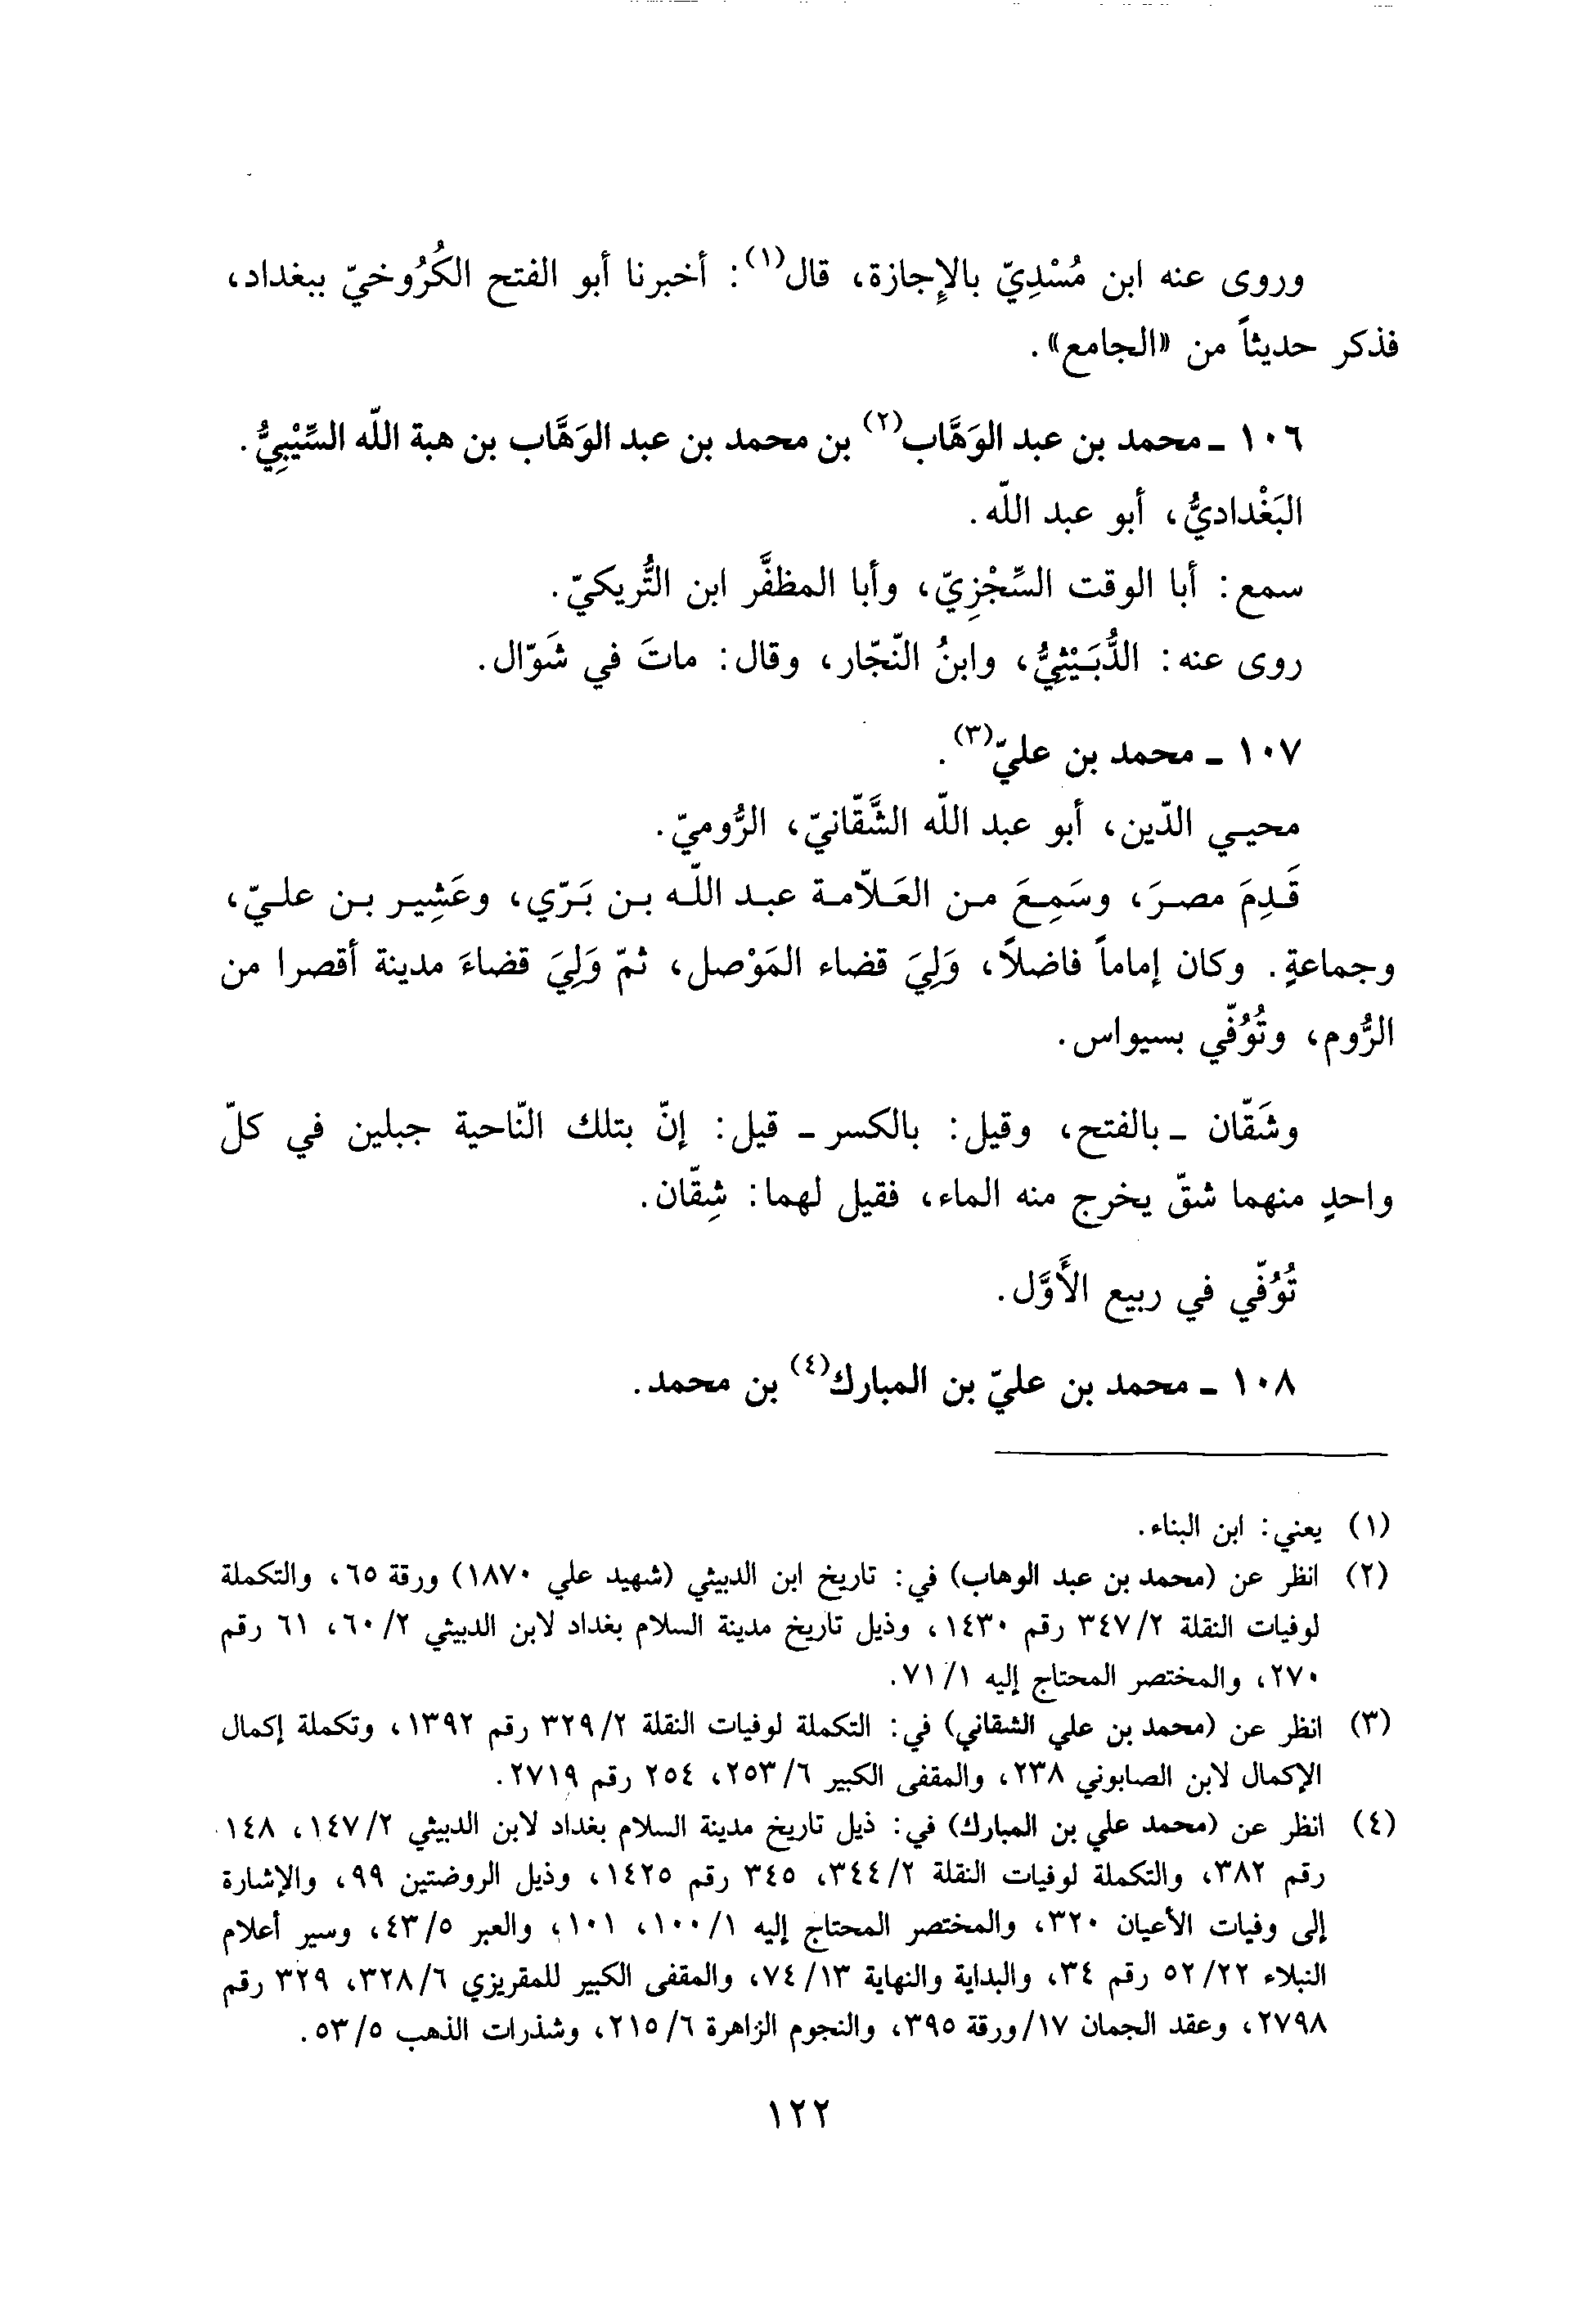 وروى عنه ابن مُسْدِيّ بالإِجازة، قال(١): أخبرنا أبو الفتح الكُرُوخيّ ببغداد،
فذكر حديثاً من «الجامع».
١٠٦ ـ محمد بن عبد الوَهَّاب(٢) بن محمد بن عبد الوَهَّاب بن هبة اللّه السِّيْبِيُّ.
البَغْداديُّ، أبو عبد اللّه.
سمع: أبا الوقت السِّجْزِيّ، وأبا المظفَّر ابن التُّريكيّ.
روى عنه: الدُّبَيْثِيُّ، وابنُ النّجّار، وقال: ماتَ في شَوّال.
١٠٧ ـ محمد بن عليّ(٣).
محيي الدّين، أبو عبد اللّه الشَّقّانيّ، الرُّوميّ.
قَدِمَ مصرَ، وسَمِعَ من العَلاّمة عبد اللّه بن بَرّي، وعَشِير بن عليّ،
وجماعةٍ. وكان إماماً فاضلاً، وَلِيَ قضاء المَوْصل، ثمّ وَلِيَ قضاءَ مدينة أقصرا من
الرُّوم، وتُوُفّي بسيواس.
وشَقّان ـ بالفتح، وقيل: بالكسر ـ قيل: إنّ بتلك النّاحية جبلين في كلّ
واحدٍ منهما شقّ يخرج منه الماء، فقيل لهما: شِقّان.
تُوُفّي في ربيع الأَوَّل.
١٠٨ ـ محمد بن عليّ بن المبارك(٤) بن محمد.
(١) يعني: ابن البناء.
(٢) انظر عن (محمد بن عبد الوهاب) في: تاريخ ابن الدبيثي (شهيد علي ١٨٧٠) ورقة ٦٥، والتكملة
لوفيات النقلة ٣٤٧/٢ رقم ١٤٣٠، وذيل تاريخ مدينة السلام بغداد لابن الدبيثي ٦٠/٢، ٦١ رقم
٢٧٠، والمختصر المحتاج إليه ٧١/١.
(٣) انظر عن (محمد بن علي الشقاني) في: التكملة لوفيات النقلة ٣٢٩/٢ رقم ١٣٩٢، وتكملة إكمال
الإكمال لابن الصابوني ٢٣٨، والمقفى الكبير ٢٥٣/٦، ٢٥٤ رقم ٢٧١٩.
(٤) انظر عن (محمد علي بن المبارك) في: ذيل تاريخ مدينة السلام بغداد لابن الدبيثي ١٤٧/٢، ١٤٨
رقم ٣٨٢، والتكملة لوفيات النقلة ٣٤٤/٢، ٣٤٥ رقم ١٤٢٥، وذيل الروضتين ٩٩، والإشارة
إلى وفيات الأعيان ٣٢٠، والمختصر المحتاج إليه ١٠٠/١، ١٠١، والعبر ٤٣/٥، وسير أعلام
النبلاء ٥٢/٢٢ رقم ٣٤، والبداية والنهاية ٧٤/١٣، والمقفى الكبير للمقريزي ٣٢٨/٦، ٣٢٩ رقم
٢٧٩٨، وعقد الجمان ١٧/ورقة ٣٩٥، والنجوم الزاهرة ٢١٥/٦، وشذرات الذهب ٥٣/٥.
١٢٢